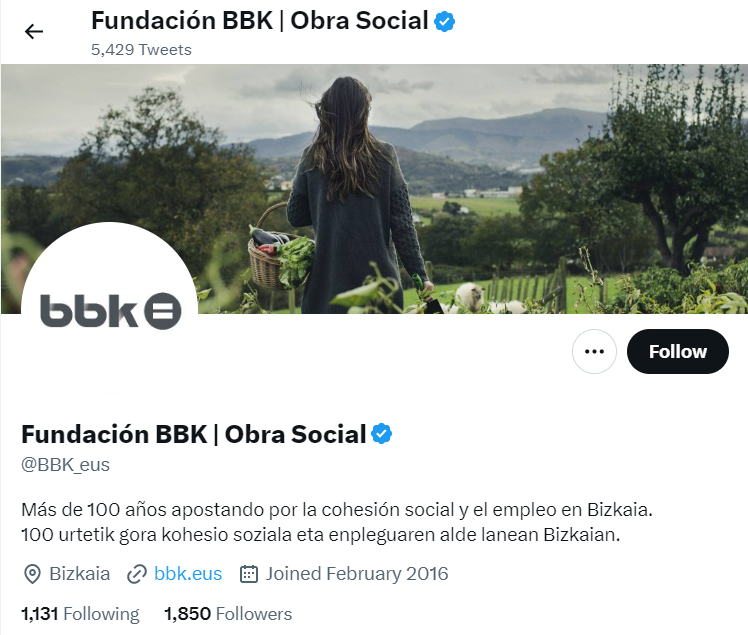 Fundación BBK | Obra Social
5,429 Tweets
bbk=
Follow
Fundación BBK | Obra Social
@BBK_eus
Más de 100 años apostando por la cohesión social y el empleo en Bizkaia.
100 urtetik gora kohesio soziala eta enpleguaren alde lanean Bizkaian.
Bizkaia bbk.eus Joined February 2016
1,131 Following 1,850 Followers